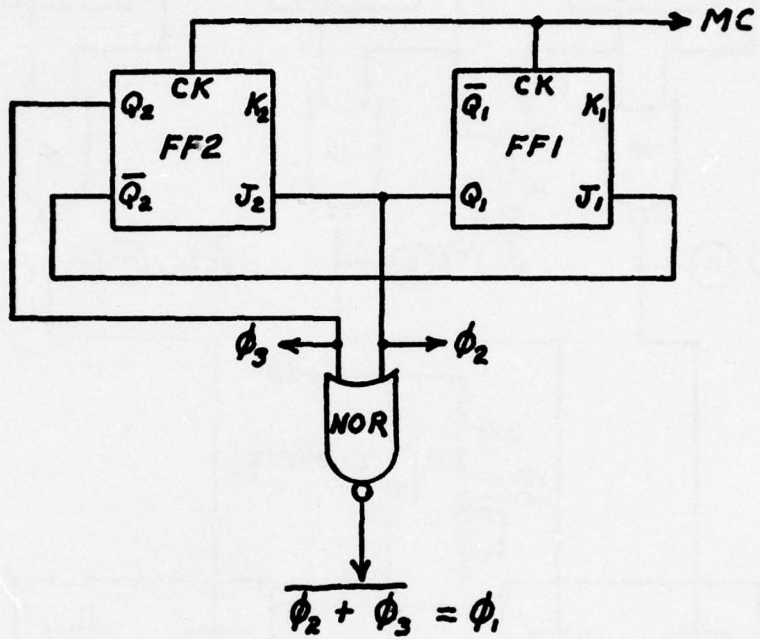 MC
Q₂ CK K₂
FF2
Q̅₂ J₂
Q̅₁ CK K₁
FF1
Q₁ J₁
ϕ₃
ϕ₂
NOR
\overline{ϕ₂ + ϕ₃} = ϕ₁